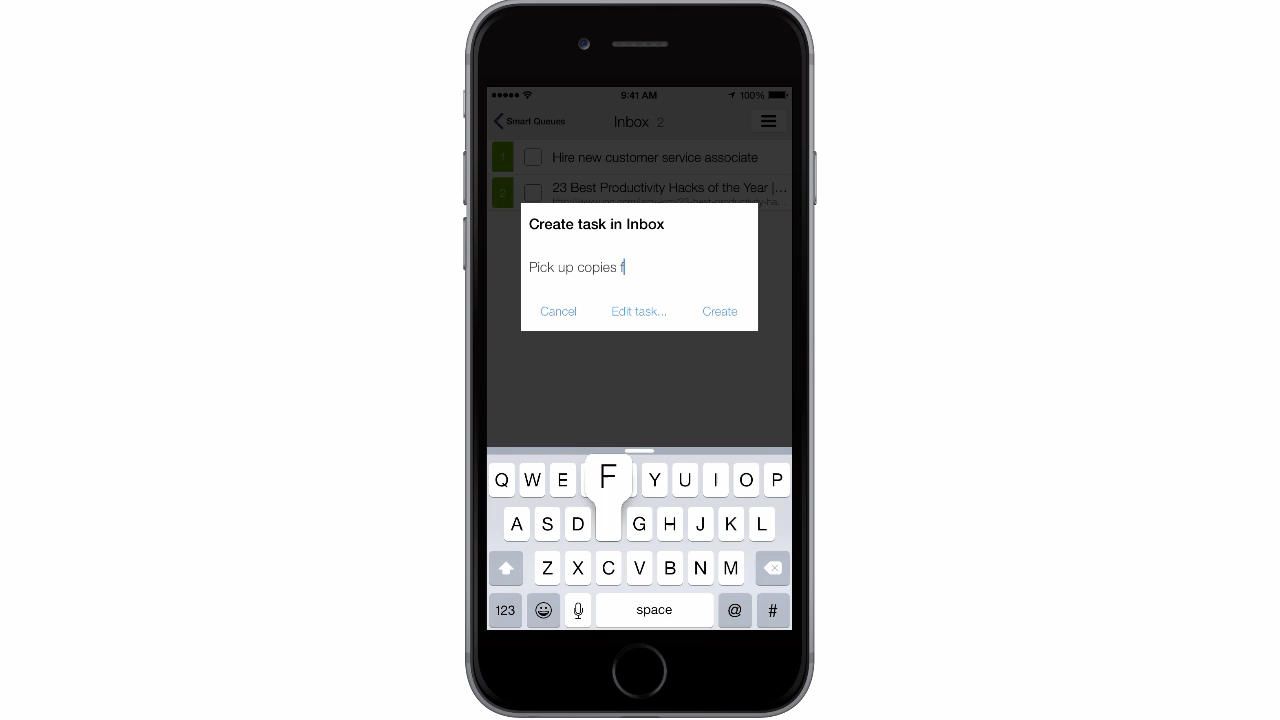 9:41 AM 100%
Smart Queues Inbox 2
1 Hire new customer service associate
2 23 Best Productivity Hacks of the Year |...
Create task in Inbox
Pick up copies f
Cancel Edit task... Create
Q W E F Y U I O P
A S D G H J K L
Z X C V B N M
123 space @ #